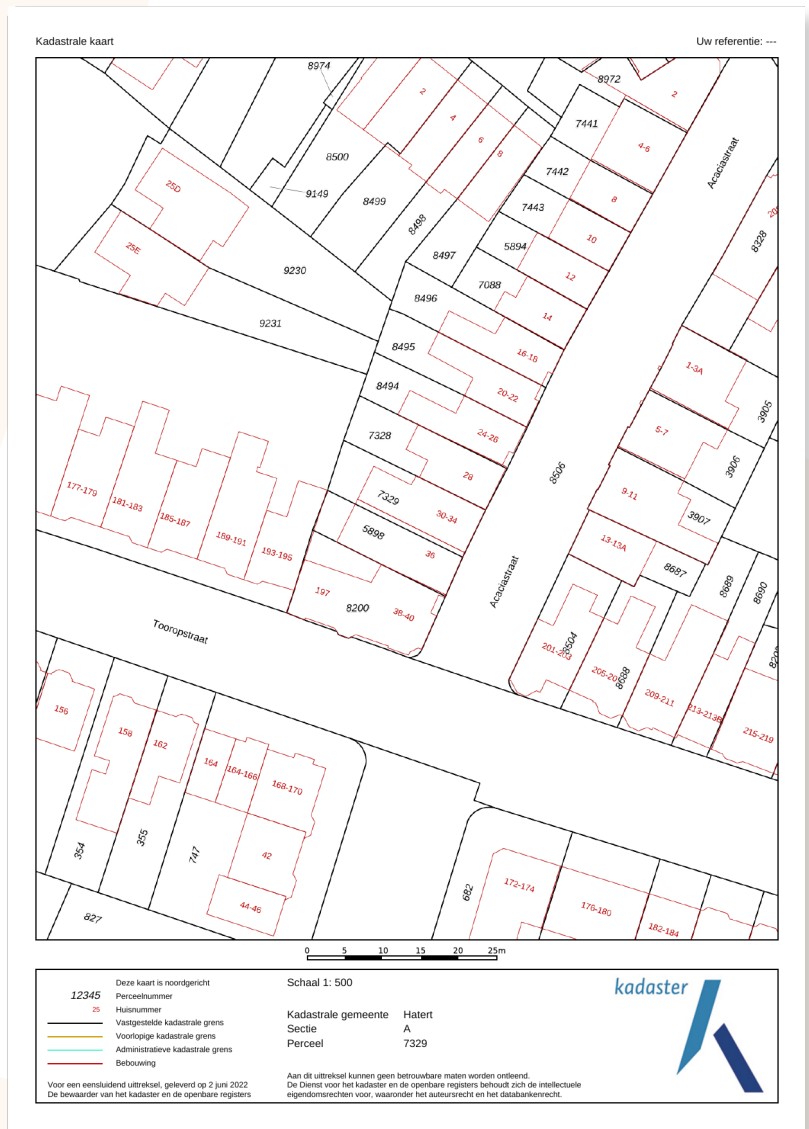 Kadastrale kaart
Uw referentie: ---
8974
8972
2
2
7441
4
4-6
6
8
Acaciastraat
8500
7442
25D
9149
8499
8
7443
8498
10
8328
5894
25E
8497
9230
12
7088
8496
14
9231
8495
16-18
1-3A
8494
20-22
3905
7328
24-26
5-7
28
8506
3906
177-179
7329
9-11
181-183
30-34
3907
185-187
5898
189-191
36
13-13A
193-195
8687
Acaciastraat
8689
8690
197
8200
38-40
Tooropstraat
201-203
8504
205-20
8688
209-211
156
213-213B
158
162
215-219
164
164-166
168-170
354
355
747
42
172-174
682
44-46
176-180
827
182-184
0 5 10 15 20 25m
Deze kaart is noordgericht
12345 Perceelnummer
25 Huisnummer
Vastgestelde kadastrale grens
Voorlopige kadastrale grens
Administratieve kadastrale grens
Bebouwing
Voor een eensluidend uittreksel, geleverd op 2 juni 2022
De bewaarder van het kadaster en de openbare registers
Schaal 1: 500
Kadastrale gemeente Hatert
Sectie A
Perceel 7329
Aan dit uittreksel kunnen geen betrouwbare maten worden ontleend.
De Dienst voor het kadaster en de openbare registers behoudt zich de intellectuele
eigendomsrechten voor, waaronder het auteursrecht en het databankenrecht.
kadaster